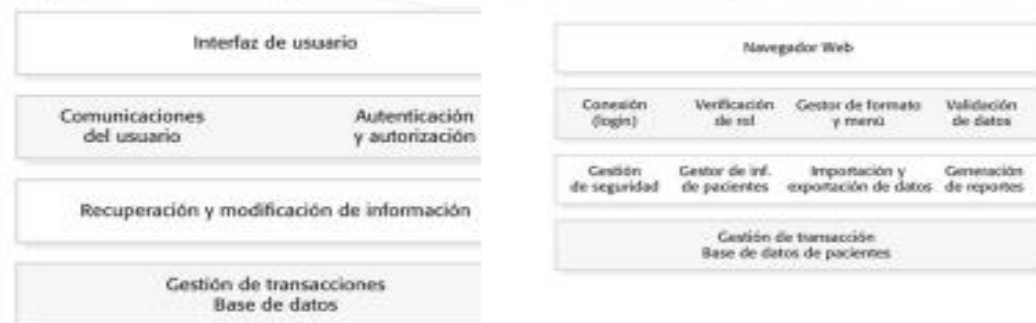 Interfaz de usuario
Comunicaciones
del usuario
Autenticación
y autorización
Recuperación y modificación de información
Gestión de transacciones
Base de datos
Navegador Web
Conexión
(login)
Verificación
de rol
Gestor de formato
y menú
Validación
de datos
Gestión
de seguridad
Gestor de inf.
de pacientes
Importación y
exportación de datos
Generación
de reportes
Gestión de transacción
Base de datos de pacientes